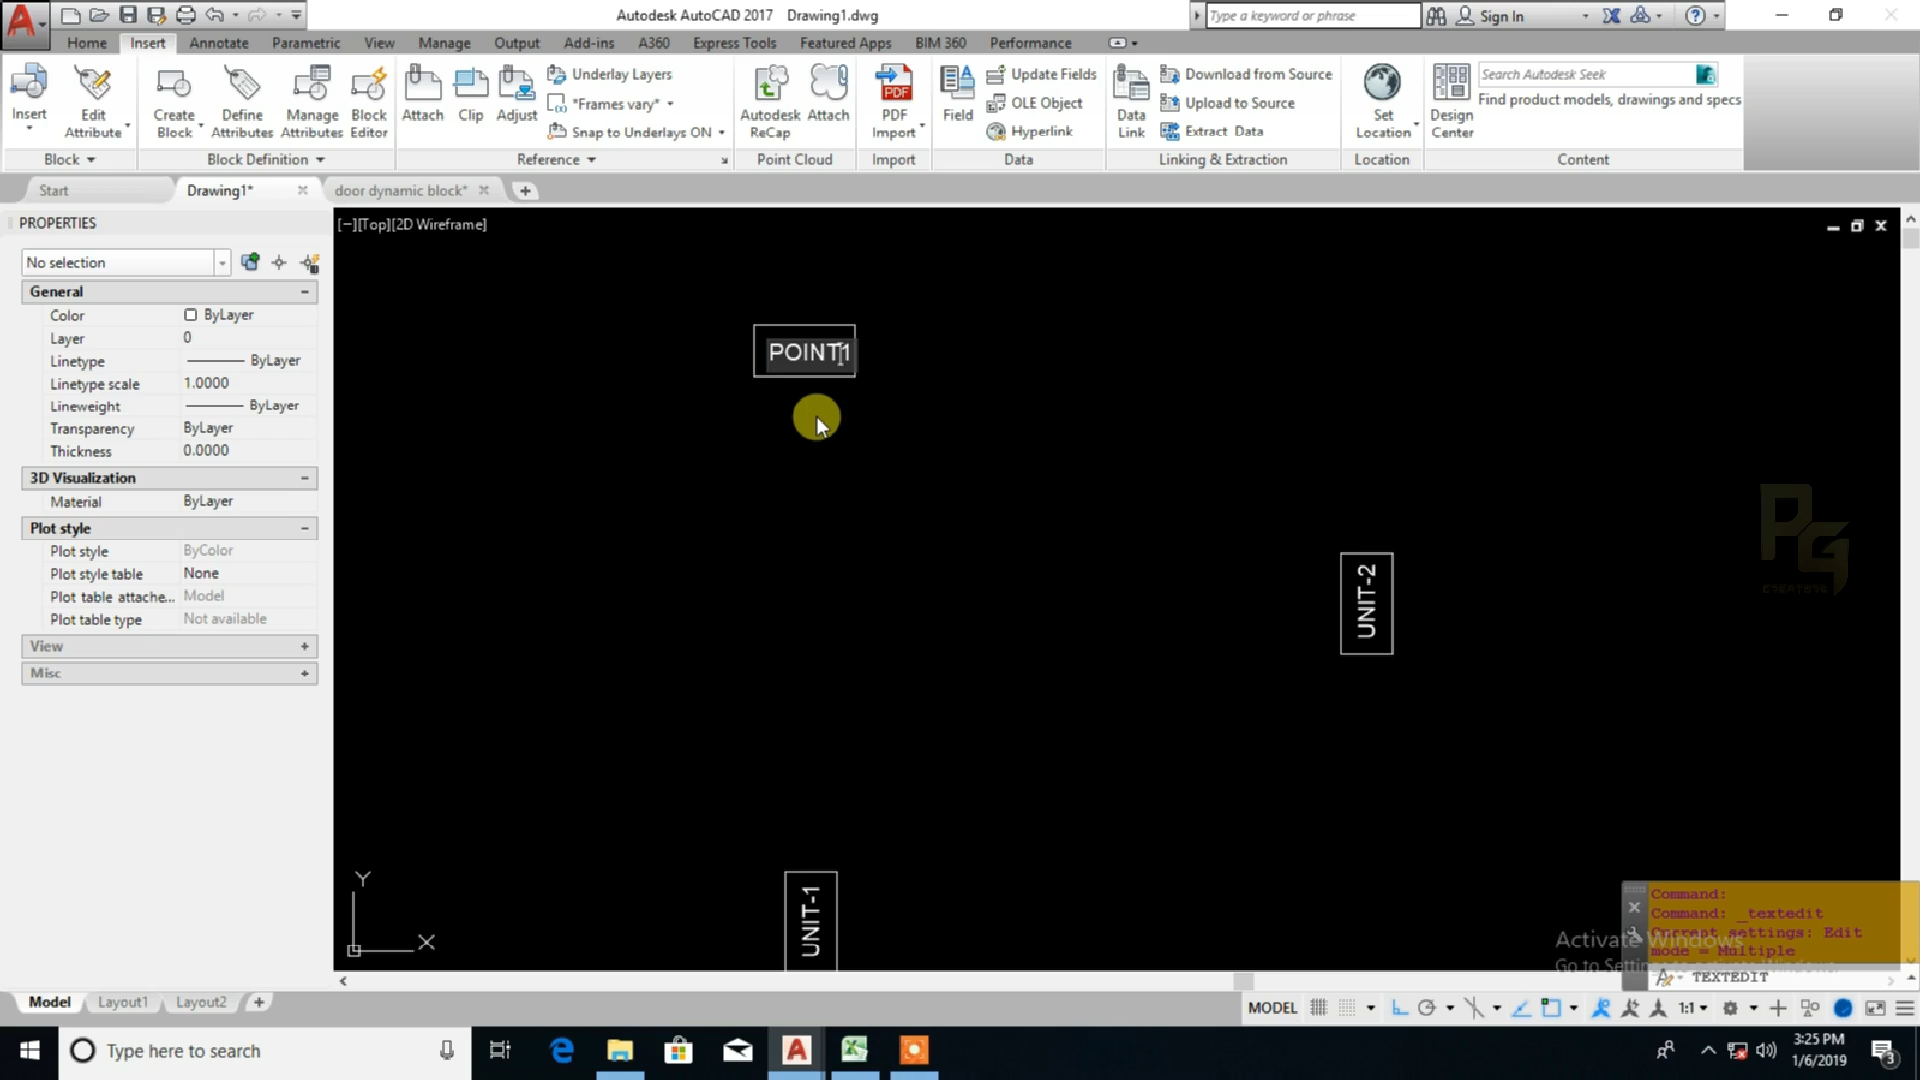 Autodesk AutoCAD 2017 Drawing1.dwg
Type a keyword or phrase
Sign In
Home Insert Annotate Parametric View Manage Output Add-ins A360 Express Tools Featured Apps BIM 360 Performance
Insert
Edit Attribute
Create Block
Define Attributes
Manage Attributes
Block Editor
Attach
Clip
Adjust
Underlay Layers
*Frames vary*
Snap to Underlays ON
Autodesk ReCap
Attach
PDF Import
Field
Update Fields
OLE Object
Hyperlink
Data Link
Download from Source
Upload to Source
Extract Data
Set Location
Design Center
Search Autodesk Seek
Find product models, drawings and specs
Block Block Definition Reference Point Cloud Import Data Linking & Extraction Location Content
Start Drawing1* door dynamic block*
PROPERTIES
[−][Top][2D Wireframe]
No selection
General
Color ByLayer
Layer 0
Linetype ByLayer
Linetype scale 1.0000
Lineweight ByLayer
Transparency ByLayer
Thickness 0.0000
3D Visualization
Material ByLayer
Plot style
Plot style ByColor
Plot style table None
Plot table attache... Model
Plot table type Not available
View
Misc
POINT1
UNIT-2
UNIT-1
Y
X
PG
CREATIVE
Command:
Command: _textedit
Current settings: Edit
mode = Multiple
TEXTEDIT
Activate Windows
Model Layout1 Layout2
MODEL 1:1
Type here to search
3:25 PM
1/6/2019
3